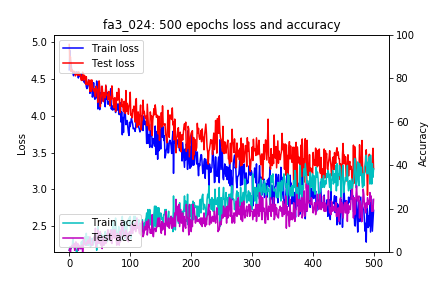 fa3_024: 500 epochs loss and accuracy
5.0
4.5
4.0
3.5
3.0
2.5
Loss
Train loss
Test loss
Train acc
Test acc
100
80
60
40
20
0
Accuracy
0 100 200 300 400 500